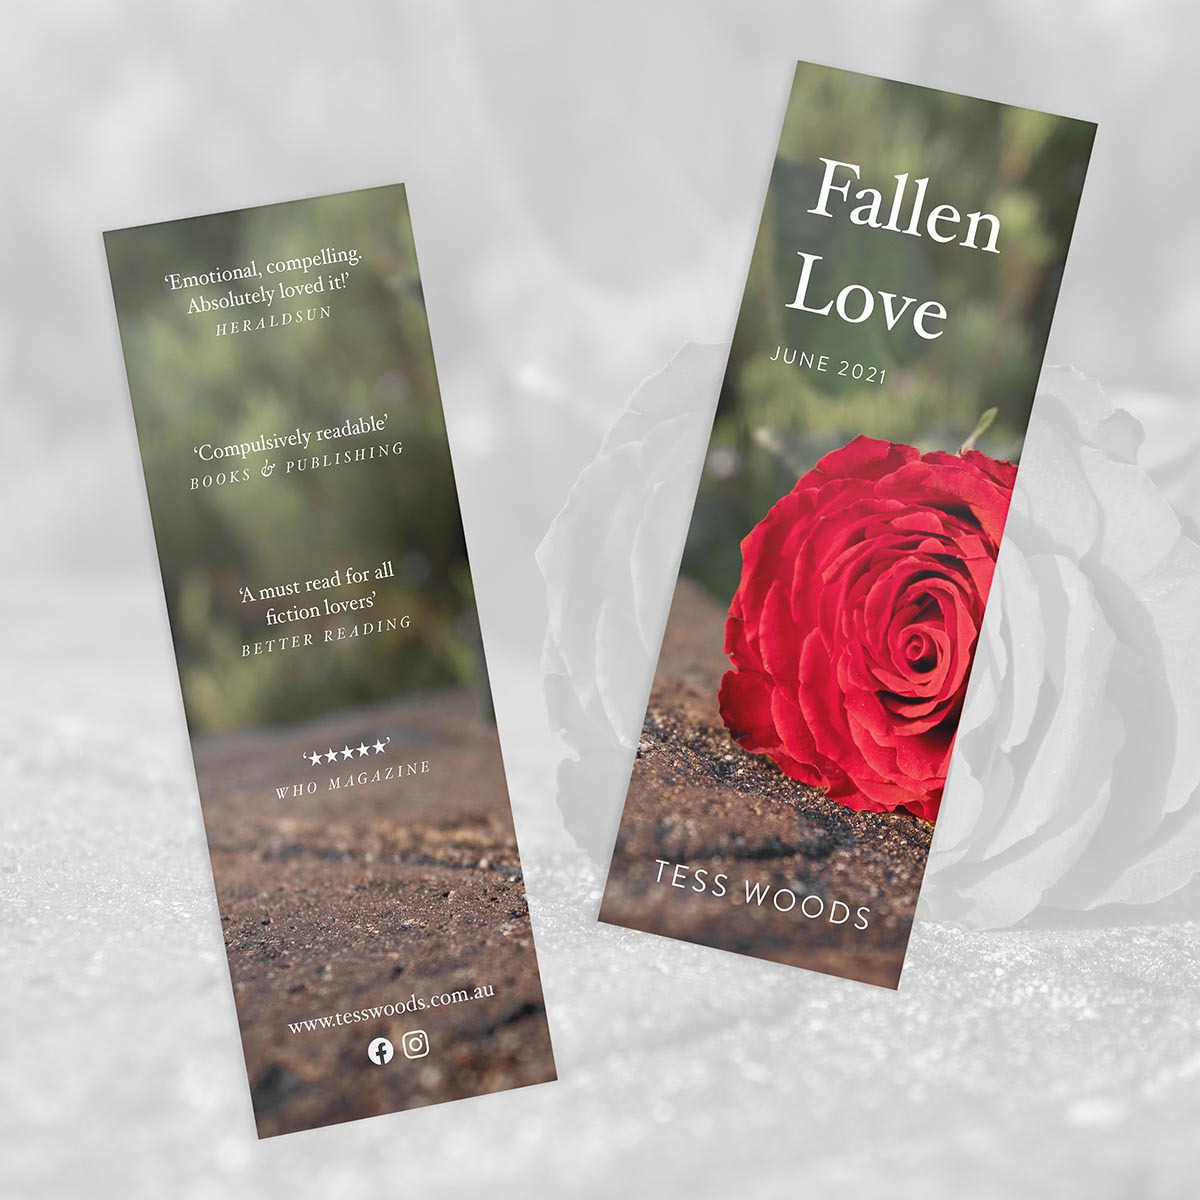 ‘Emotional, compelling.
Absolutely loved it!’
HERALDSUN
‘Compulsively readable’
BOOKS & PUBLISHING
‘A must read for all
fiction lovers’
BETTER READING
‘★★★★★’
WHO MAGAZINE
www.tesswoods.com.au
Fallen
Love
JUNE 2021
TESS WOODS